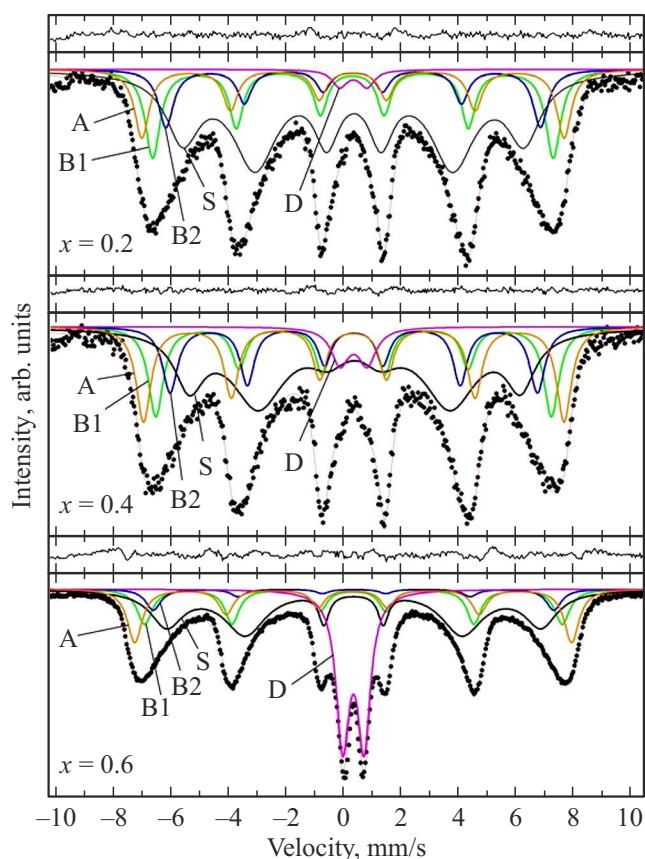 A
B1
S
B2
D
x = 0.2
A
B1
S
B2
D
x = 0.4
A
B1
B2
S
D
x = 0.6
Intensity, arb. units
–10 –8 –6 –4 –2 0 2 4 6 8 10
Velocity, mm/s